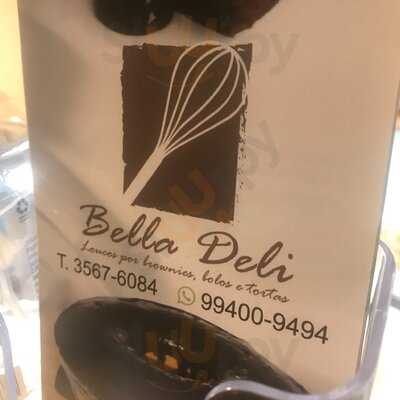 Bella Deli
Loucos por brownies, bolos e tortas
T. 3567-6084 99400-9494